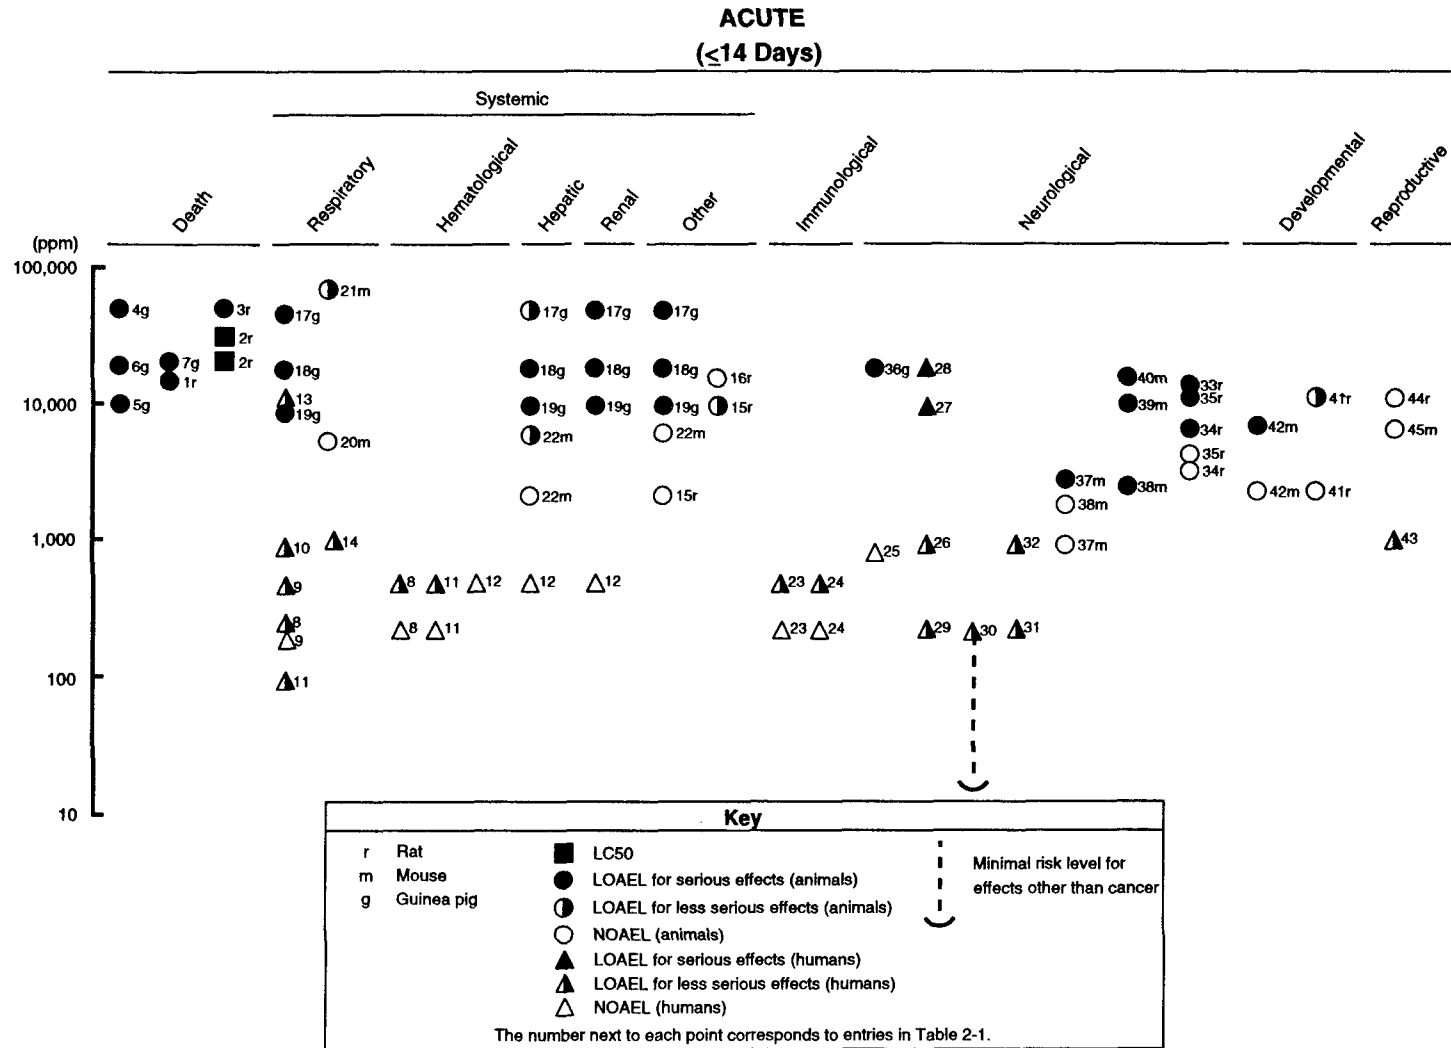 ACUTE
(≤14 Days)
Systemic
Death
Respiratory
Hematological
Hepatic
Renal
Other
Immunological
Neurological
Developmental
Reproductive
(ppm)
100,000
10,000
1,000
100
10
4g
6g
5g
7g
1r
3r
2r
2r
17g
18g
13
19g
10
9
8
9
11
21m
20m
14
8
8
11
11
12
17g
18g
19g
22m
22m
12
17g
18g
19g
12
17g
18g
19g
22m
15r
16r
15r
23
23
24
24
36g
25
28
27
26
29
30
32
31
37m
38m
37m
40m
39m
38m
33r
35r
34r
35r
34r
42m
42m
41r
41r
44r
45m
43
Key
r Rat
m Mouse
g Guinea pig
LC50
LOAEL for serious effects (animals)
LOAEL for less serious effects (animals)
NOAEL (animals)
LOAEL for serious effects (humans)
LOAEL for less serious effects (humans)
NOAEL (humans)
Minimal risk level for
effects other than cancer
The number next to each point corresponds to entries in Table 2-1.